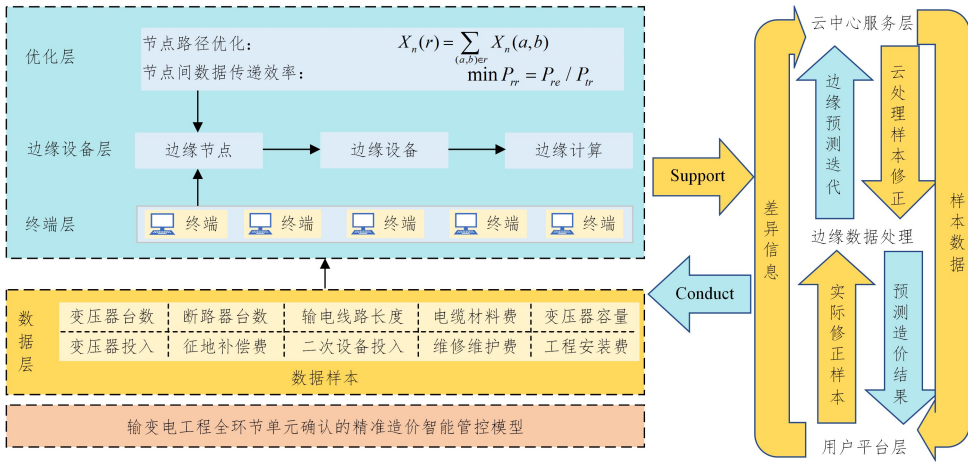 优化层
节点路径优化： X_n(r) = ∑_{(a,b)∈r} X_n(a,b)
节点间数据传递效率： min P_{rr} = P_{re} / P_{tr}
边缘设备层
边缘节点
边缘设备
边缘计算
终端层
终端 终端 终端 终端 终端
数据层
变压器台数 断路器台数 输电线路长度 电缆材料费 变压器容量
变压器投入 征地补偿费 二次设备投入 维修维护费 工程安装费
数据样本
输变电工程全环节单元确认的精准造价智能管控模型
Support
Conduct
云中心服务层
差异信息
边缘预测迭代
云处理样本修正
样本数据
边缘数据处理
实际修正样本
预测造价结果
用户平台层